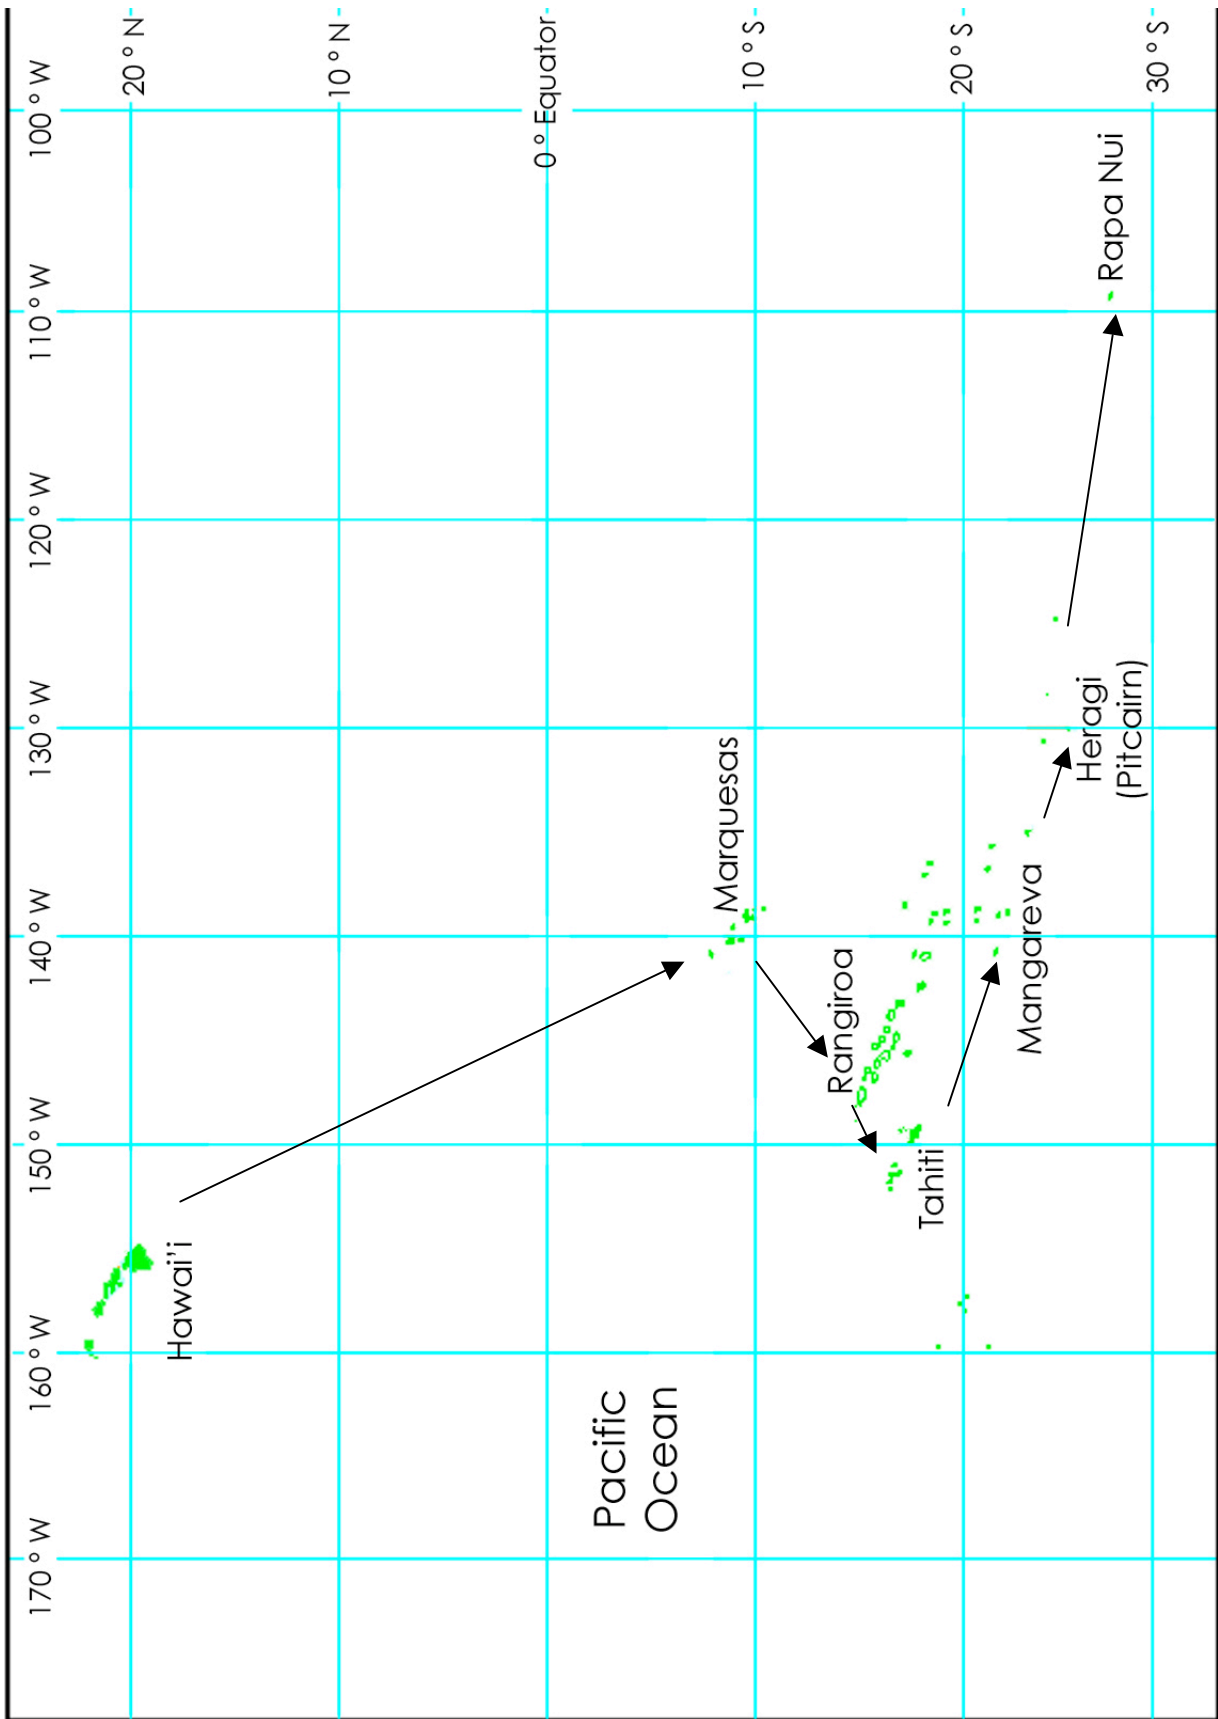 170° W
160° W
150° W
140° W
130° W
120° W
110° W
100° W
20° N
10° N
0° Equator
10° S
20° S
30° S
Hawai'i
Pacific
Ocean
Marquesas
Rangiroa
Tahiti
Mangareva
Heragi
(Pitcairn)
Rapa Nui